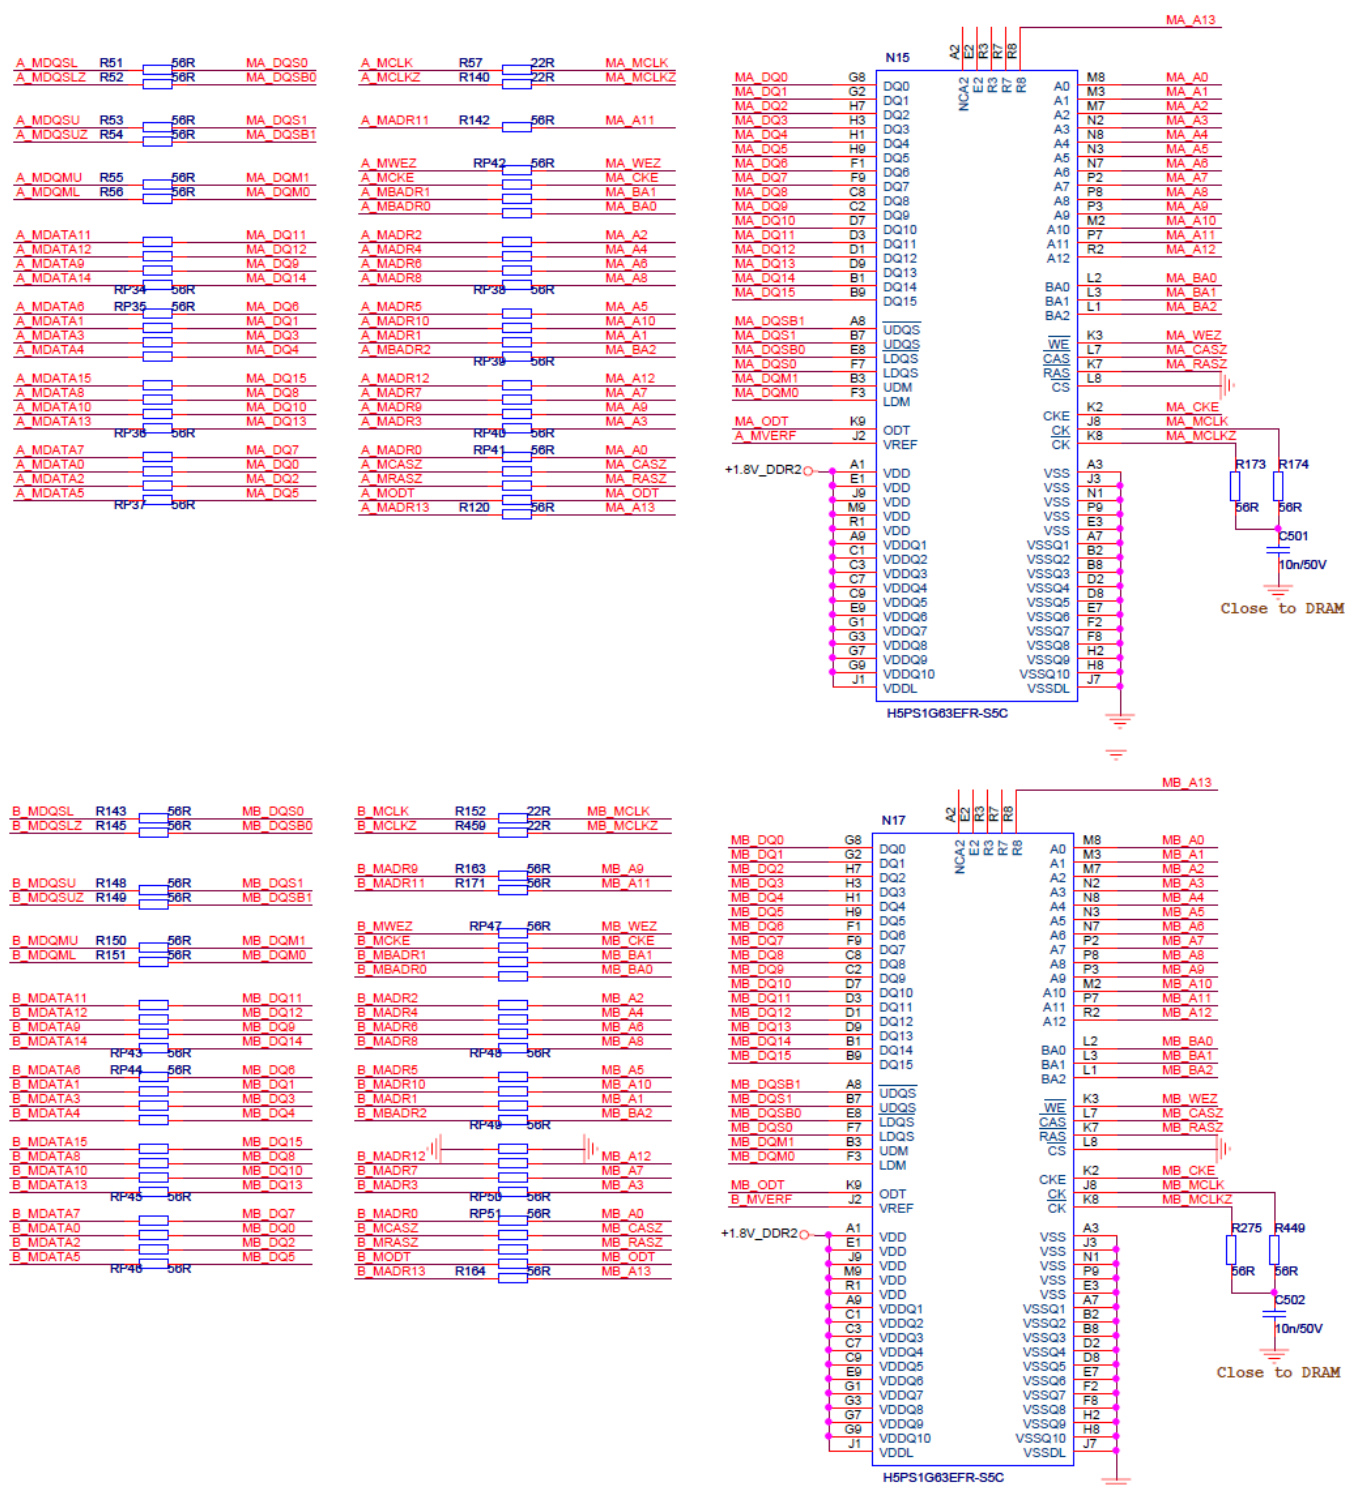 A_MDQSL R51 56R MA_DQS0
A_MDQSLZ R52 56R MA_DQSB0
A_MDQSU R53 56R MA_DQS1
A_MDQSUZ R54 56R MA_DQSB1
A_MDQMU R55 56R MA_DQM1
A_MDQML R56 56R MA_DQM0
A_MDATA11 MA_DQ11
A_MDATA12 MA_DQ12
A_MDATA9 MA_DQ9
A_MDATA14 MA_DQ14
RP34 56R
A_MDATA6 RP35 56R MA_DQ6
A_MDATA1 MA_DQ1
A_MDATA3 MA_DQ3
A_MDATA4 MA_DQ4
A_MDATA15 MA_DQ15
A_MDATA8 MA_DQ8
A_MDATA10 MA_DQ10
A_MDATA13 MA_DQ13
RP36 56R
A_MDATA7 MA_DQ7
A_MDATA0 MA_DQ0
A_MDATA2 MA_DQ2
A_MDATA5 MA_DQ5
RP37 56R
A_MCLK R57 22R MA_MCLK
A_MCLKZ R140 22R MA_MCLKZ
A_MADR11 R142 56R MA_A11
A_MWEZ RP42 56R MA_WEZ
A_MCKE MA_CKE
A_MBADR1 MA_BA1
A_MBADR0 MA_BA0
A_MADR2 MA_A2
A_MADR4 MA_A4
A_MADR6 MA_A6
A_MADR8 MA_A8
RP38 56R
A_MADR5 MA_A5
A_MADR10 MA_A10
A_MADR1 MA_A1
A_MBADR2 MA_BA2
RP39 56R
A_MADR12 MA_A12
A_MADR7 MA_A7
A_MADR9 MA_A9
A_MADR3 MA_A3
RP40 56R
A_MADR0 RP41 56R MA_A0
A_MCASZ MA_CASZ
A_MRASZ MA_RASZ
A_MODT MA_ODT
A_MADR13 R120 56R MA_A13
MA_A13
N15 A2 E2 R3 R7 R8
NCA2 E2 R3 R7 R8
MA_DQ0 G8 DQ0 A0 M8 MA_A0
MA_DQ1 G2 DQ1 A1 M3 MA_A1
MA_DQ2 H7 DQ2 A2 M7 MA_A2
MA_DQ3 H3 DQ3 A3 N2 MA_A3
MA_DQ4 H1 DQ4 A4 N8 MA_A4
MA_DQ5 H9 DQ5 A5 N3 MA_A5
MA_DQ6 F1 DQ6 A6 N7 MA_A6
MA_DQ7 F9 DQ7 A7 P2 MA_A7
MA_DQ8 C8 DQ8 A8 P8 MA_A8
MA_DQ9 C2 DQ9 A9 P3 MA_A9
MA_DQ10 D7 DQ10 A10 M2 MA_A10
MA_DQ11 D3 DQ11 A11 P7 MA_A11
MA_DQ12 D1 DQ12 A12 R2 MA_A12
MA_DQ13 D9 DQ13
MA_DQ14 B1 DQ14 BA0 L2 MA_BA0
MA_DQ15 B9 DQ15 BA1 L3 MA_BA1
BA2 L1 MA_BA2
MA_DQSB1 A8 UDQS
MA_DQS1 B7 UDQS WE K3 MA_WEZ
MA_DQSB0 E8 LDQS CAS L7 MA_CASZ
MA_DQS0 F7 LDQS RAS K7 MA_RASZ
MA_DQM1 B3 UDM CS L8
MA_DQM0 F3 LDM
CKE K2 MA_CKE
MA_ODT K9 ODT CK J8 MA_MCLK
A_MVERF J2 VREF CK K8 MA_MCLKZ
+1.8V_DDR2 A1 VDD VSS A3
E1 VDD VSS J3
J9 VDD VSS N1
M9 VDD VSS P9
R1 VDD VSS E3
A9 VDDQ1 VSSQ1 A7
C1 VDDQ2 VSSQ2 B2
C3 VDDQ3 VSSQ3 B8
C7 VDDQ4 VSSQ4 D2
C9 VDDQ5 VSSQ5 D8
E9 VDDQ6 VSSQ6 E7
G1 VDDQ7 VSSQ7 F2
G3 VDDQ8 VSSQ8 F8
G7 VDDQ9 VSSQ9 H2
G9 VDDQ10 VSSQ10 H8
J1 VDDL VSSDL J7
H5PS1G63EFR-S5C
R173 R174
56R 56R
C501
10n/50V
Close to DRAM
B_MDQSL R143 56R MB_DQS0
B_MDQSLZ R145 56R MB_DQSB0
B_MDQSU R148 56R MB_DQS1
B_MDQSUZ R149 56R MB_DQSB1
B_MDQMU R150 56R MB_DQM1
B_MDQML R151 56R MB_DQM0
B_MDATA11 MB_DQ11
B_MDATA12 MB_DQ12
B_MDATA9 MB_DQ9
B_MDATA14 MB_DQ14
RP43 56R
B_MDATA6 RP44 56R MB_DQ6
B_MDATA1 MB_DQ1
B_MDATA3 MB_DQ3
B_MDATA4 MB_DQ4
B_MDATA15 MB_DQ15
B_MDATA8 MB_DQ8
B_MDATA10 MB_DQ10
B_MDATA13 MB_DQ13
RP45 56R
B_MDATA7 MB_DQ7
B_MDATA0 MB_DQ0
B_MDATA2 MB_DQ2
B_MDATA5 MB_DQ5
RP46 56R
B_MCLK R152 22R MB_MCLK
B_MCLKZ R459 22R MB_MCLKZ
B_MADR9 R163 56R MB_A9
B_MADR11 R171 56R MB_A11
B_MWEZ RP47 56R MB_WEZ
B_MCKE MB_CKE
B_MBADR1 MB_BA1
B_MBADR0 MB_BA0
B_MADR2 MB_A2
B_MADR4 MB_A4
B_MADR6 MB_A6
B_MADR8 MB_A8
RP48 56R
B_MADR5 MB_A5
B_MADR10 MB_A10
B_MADR1 MB_A1
B_MBADR2 MB_BA2
RP49 56R
B_MADR12 MB_A12
B_MADR7 MB_A7
B_MADR3 MB_A3
RP50 56R
B_MADR0 RP51 56R MB_A0
B_MCASZ MB_CASZ
B_MRASZ MB_RASZ
B_MODT MB_ODT
B_MADR13 R164 56R MB_A13
MB_A13
N17 A2 E2 R3 R7 R8
NCA2 E2 R3 R7 R8
MB_DQ0 G8 DQ0 A0 M8 MB_A0
MB_DQ1 G2 DQ1 A1 M3 MB_A1
MB_DQ2 H7 DQ2 A2 M7 MB_A2
MB_DQ3 H3 DQ3 A3 N2 MB_A3
MB_DQ4 H1 DQ4 A4 N8 MB_A4
MB_DQ5 H9 DQ5 A5 N3 MB_A5
MB_DQ6 F1 DQ6 A6 N7 MB_A6
MB_DQ7 F9 DQ7 A7 P2 MB_A7
MB_DQ8 C8 DQ8 A8 P8 MB_A8
MB_DQ9 C2 DQ9 A9 P3 MB_A9
MB_DQ10 D7 DQ10 A10 M2 MB_A10
MB_DQ11 D3 DQ11 A11 P7 MB_A11
MB_DQ12 D1 DQ12 A12 R2 MB_A12
MB_DQ13 D9 DQ13
MB_DQ14 B1 DQ14 BA0 L2 MB_BA0
MB_DQ15 B9 DQ15 BA1 L3 MB_BA1
BA2 L1 MB_BA2
MB_DQSB1 A8 UDQS
MB_DQS1 B7 UDQS WE K3 MB_WEZ
MB_DQSB0 E8 LDQS CAS L7 MB_CASZ
MB_DQS0 F7 LDQS RAS K7 MB_RASZ
MB_DQM1 B3 UDM CS L8
MB_DQM0 F3 LDM
CKE K2 MB_CKE
MB_ODT K9 ODT CK J8 MB_MCLK
B_MVERF J2 VREF CK K8 MB_MCLKZ
+1.8V_DDR2 A1 VDD VSS A3
E1 VDD VSS J3
J9 VDD VSS N1
M9 VDD VSS P9
R1 VDD VSS E3
A9 VDDQ1 VSSQ1 A7
C1 VDDQ2 VSSQ2 B2
C3 VDDQ3 VSSQ3 B8
C7 VDDQ4 VSSQ4 D2
C9 VDDQ5 VSSQ5 D8
E9 VDDQ6 VSSQ6 E7
G1 VDDQ7 VSSQ7 F2
G3 VDDQ8 VSSQ8 F8
G7 VDDQ9 VSSQ9 H2
G9 VDDQ10 VSSQ10 H8
J1 VDDL VSSDL J7
H5PS1G63EFR-S5C
R275 R449
56R 56R
C502
10n/50V
Close to DRAM